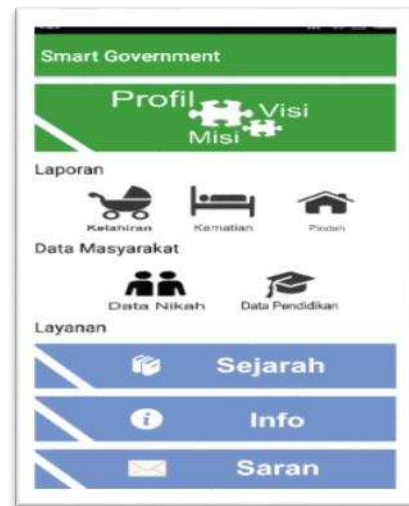 Smart Government
Profil Visi
Misi
Laporan
Kelahiran Kematian Pindah
Data Masyarakat
Data Nikah Data Pendidikan
Layanan
Sejarah
Info
Saran